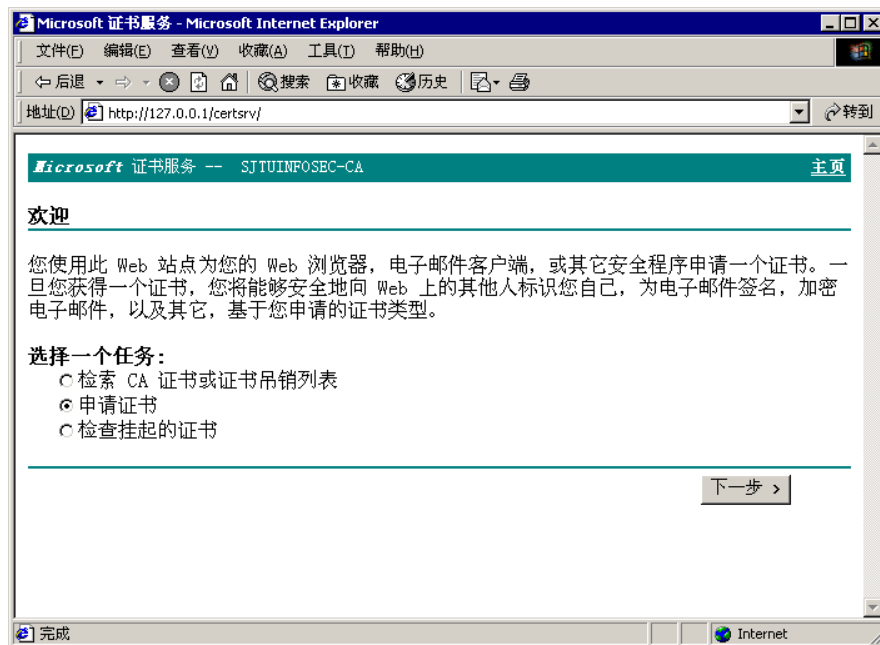 Microsoft 证书服务 - Microsoft Internet Explorer
文件(F) 编辑(E) 查看(V) 收藏(A) 工具(T) 帮助(H)
后退 搜索 收藏 历史
地址(D) http://127.0.0.1/certsrv/ 转到
Microsoft 证书服务 -- SJTUINFOSEC-CA 主页
欢迎
您使用此 Web 站点为您的 Web 浏览器，电子邮件客户端，或其它安全程序申请一个证书。一
旦您获得一个证书，您将能够安全地向 Web 上的其他人标识您自己，为电子邮件签名，加密
电子邮件，以及其它，基于您申请的证书类型。
选择一个任务:
检索 CA 证书或证书吊销列表
申请证书
检查挂起的证书
下一步 >
完成 Internet